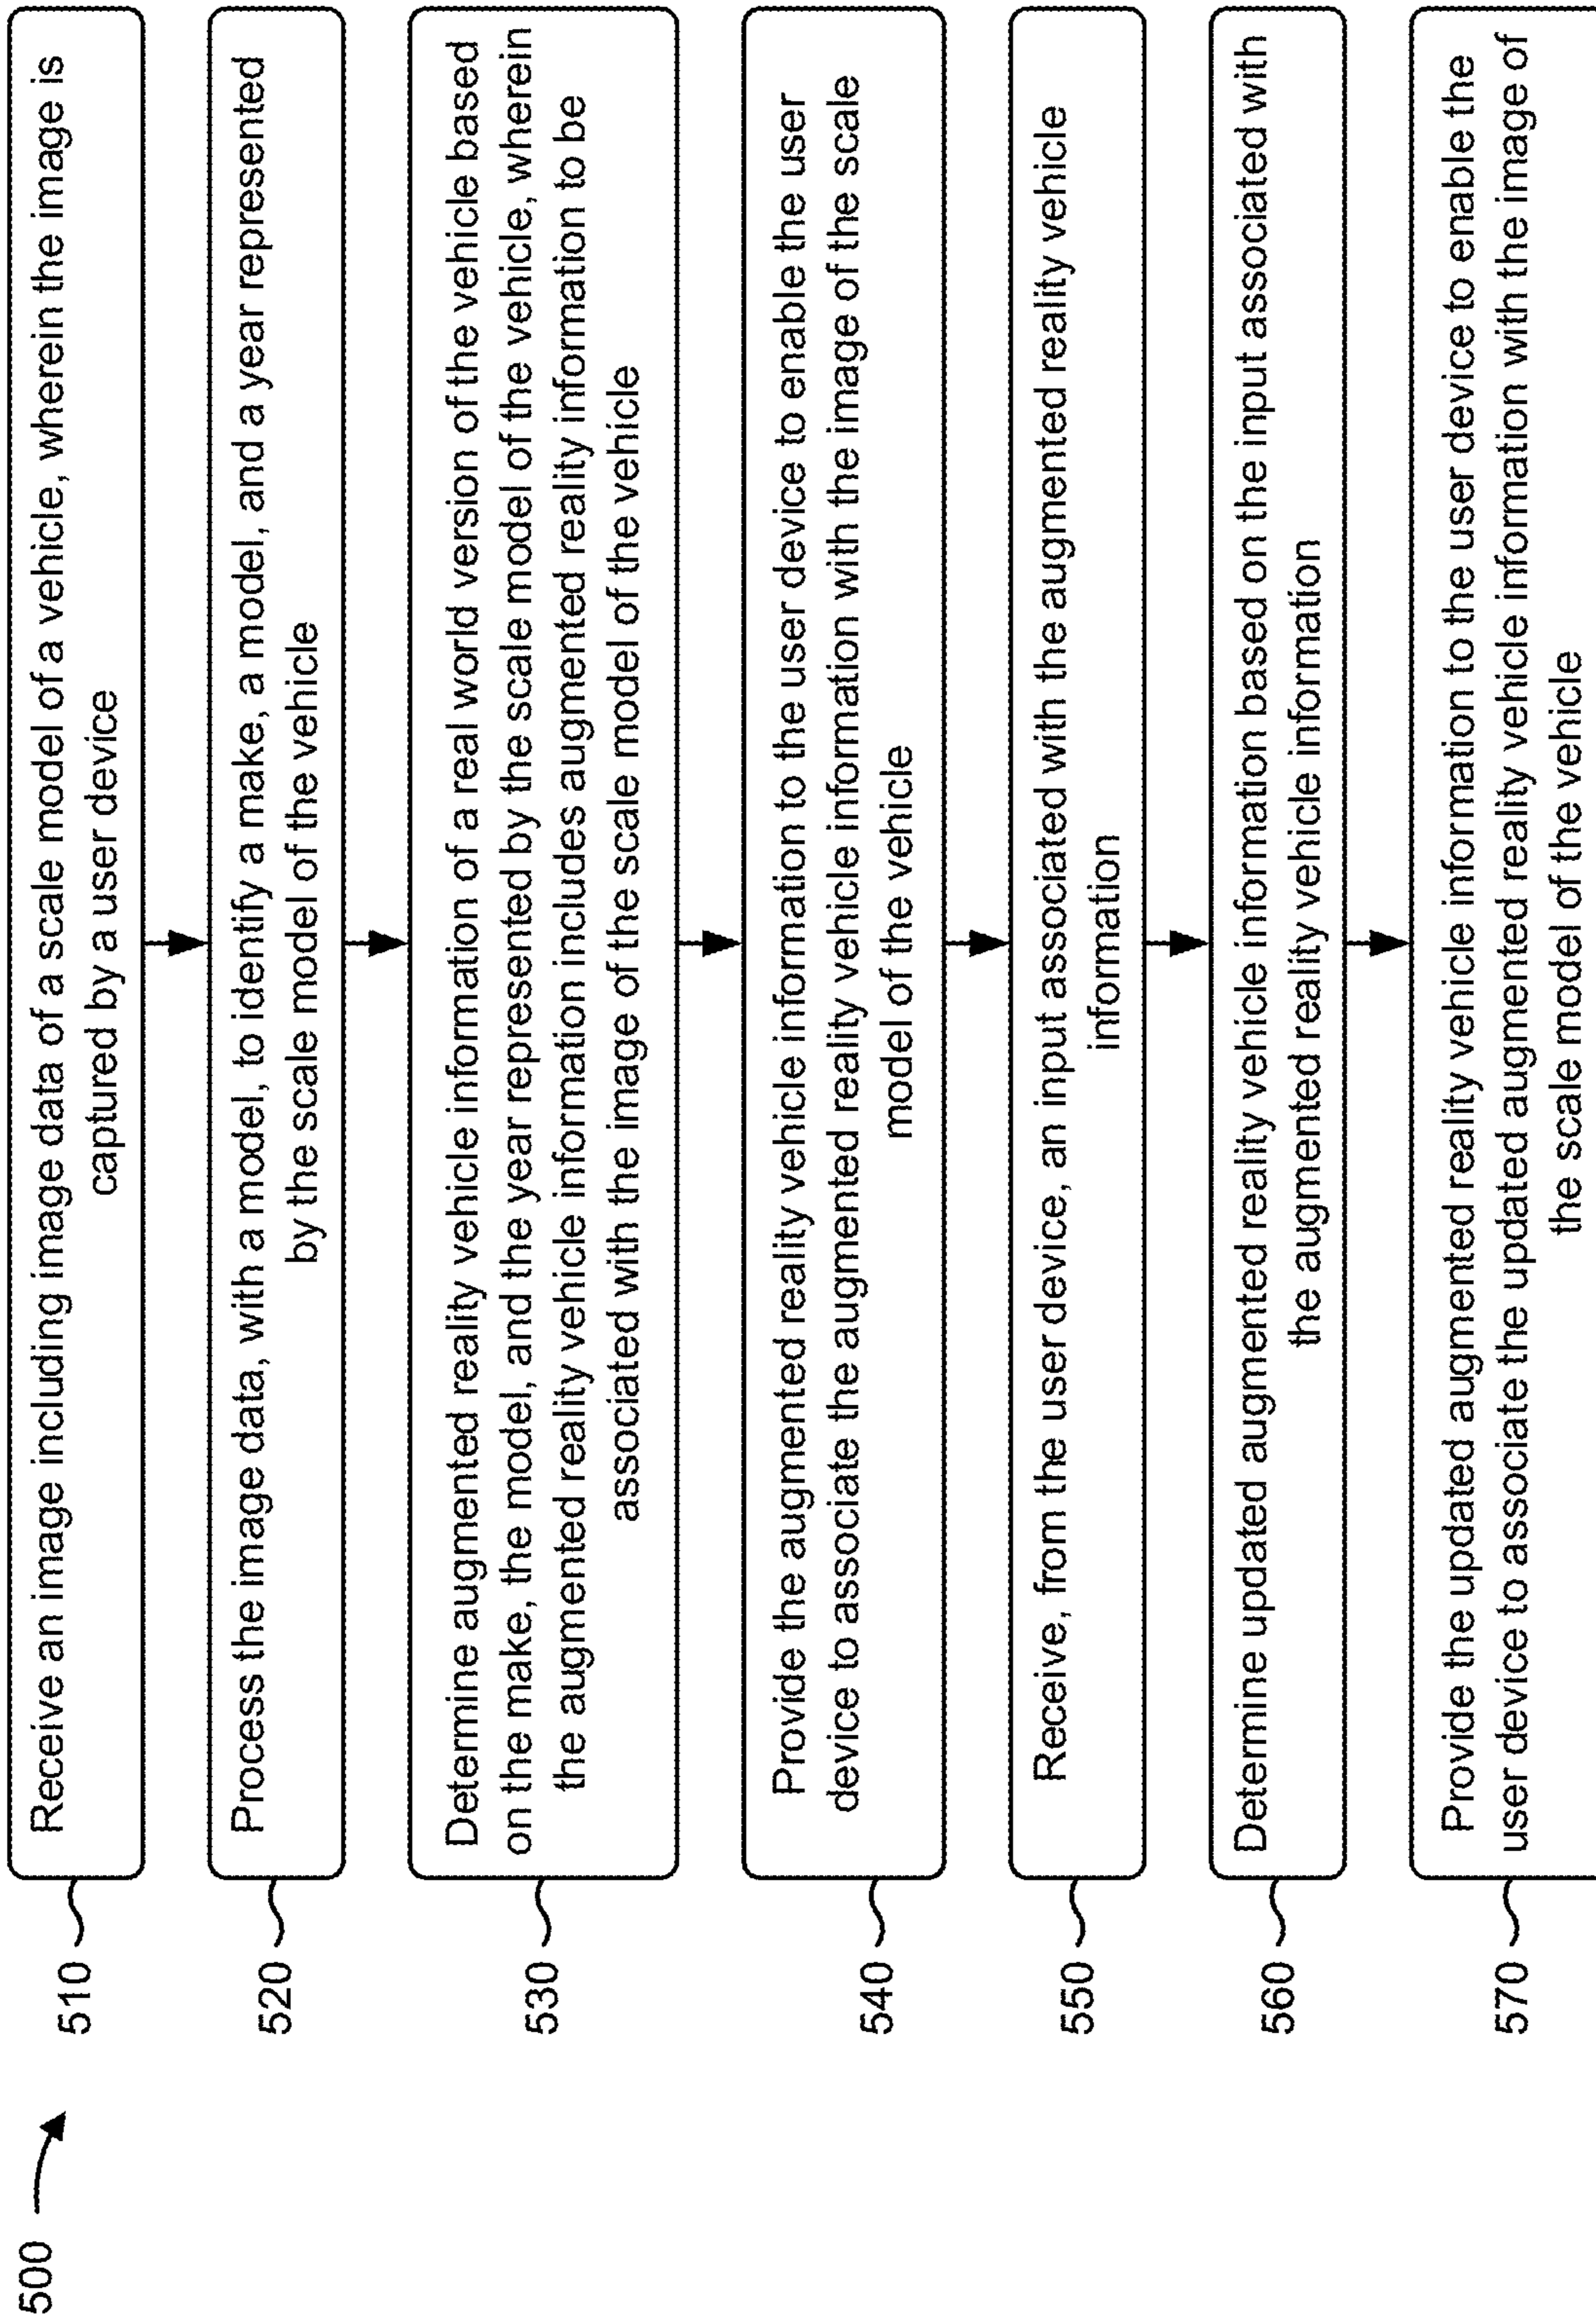 500
510
Receive an image including image data of a scale model of a vehicle, wherein the image is
captured by a user device
520
Process the image data, with a model, to identify a make, a model, and a year represented
by the scale model of the vehicle
530
Determine augmented reality vehicle information of a real world version of the vehicle based
on the make, the model, and the year represented by the scale model of the vehicle, wherein
the augmented reality vehicle information includes augmented reality information to be
associated with the image of the scale model of the vehicle
540
Provide the augmented reality vehicle information to the user device to enable the user
device to associate the augmented reality vehicle information with the image of the scale
model of the vehicle
550
Receive, from the user device, an input associated with the augmented reality vehicle
information
560
Determine updated augmented reality vehicle information based on the input associated with
the augmented reality vehicle information
570
Provide the updated augmented reality vehicle information to the user device to enable the
user device to associate the updated augmented reality vehicle information with the image of
the scale model of the vehicle